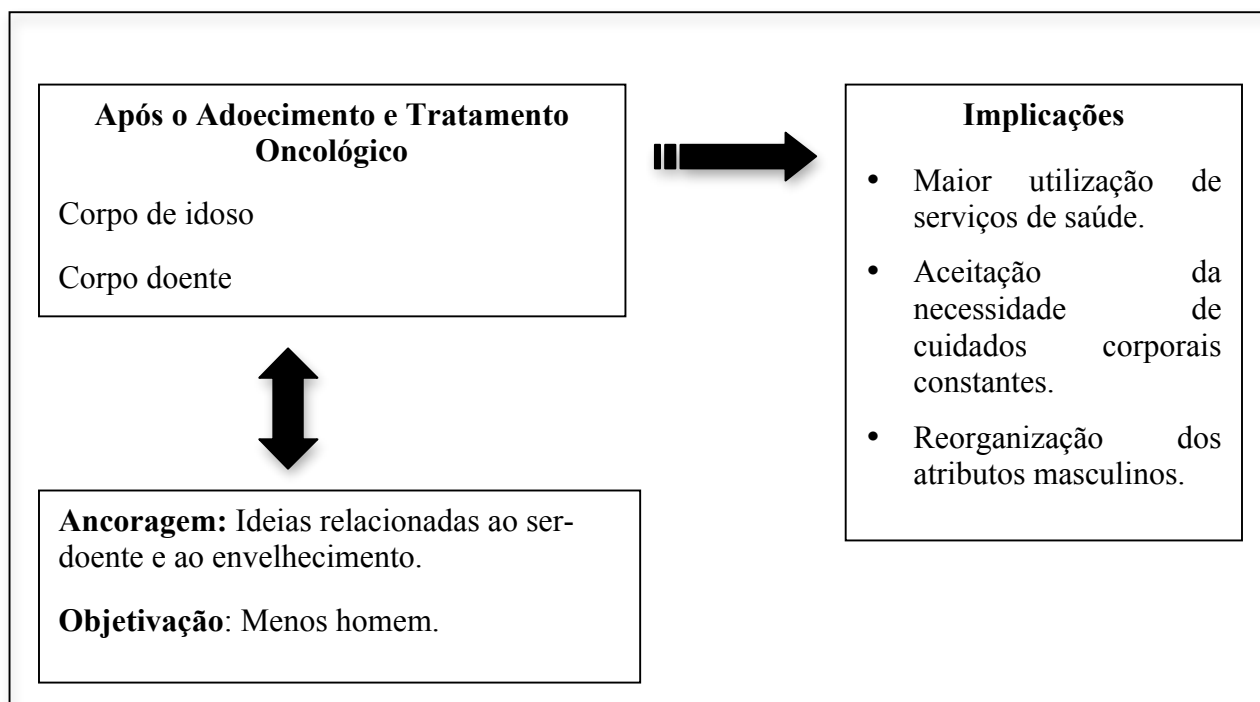 Após o Adoecimento e Tratamento
Oncológico
Corpo de idoso
Corpo doente
Ancoragem: Ideias relacionadas ao ser-
doente e ao envelhecimento.
Objetivação: Menos homem.
Implicações
• Maior utilização de
serviços de saúde.
• Aceitação da
necessidade de
cuidados corporais
constantes.
• Reorganização dos
atributos masculinos.